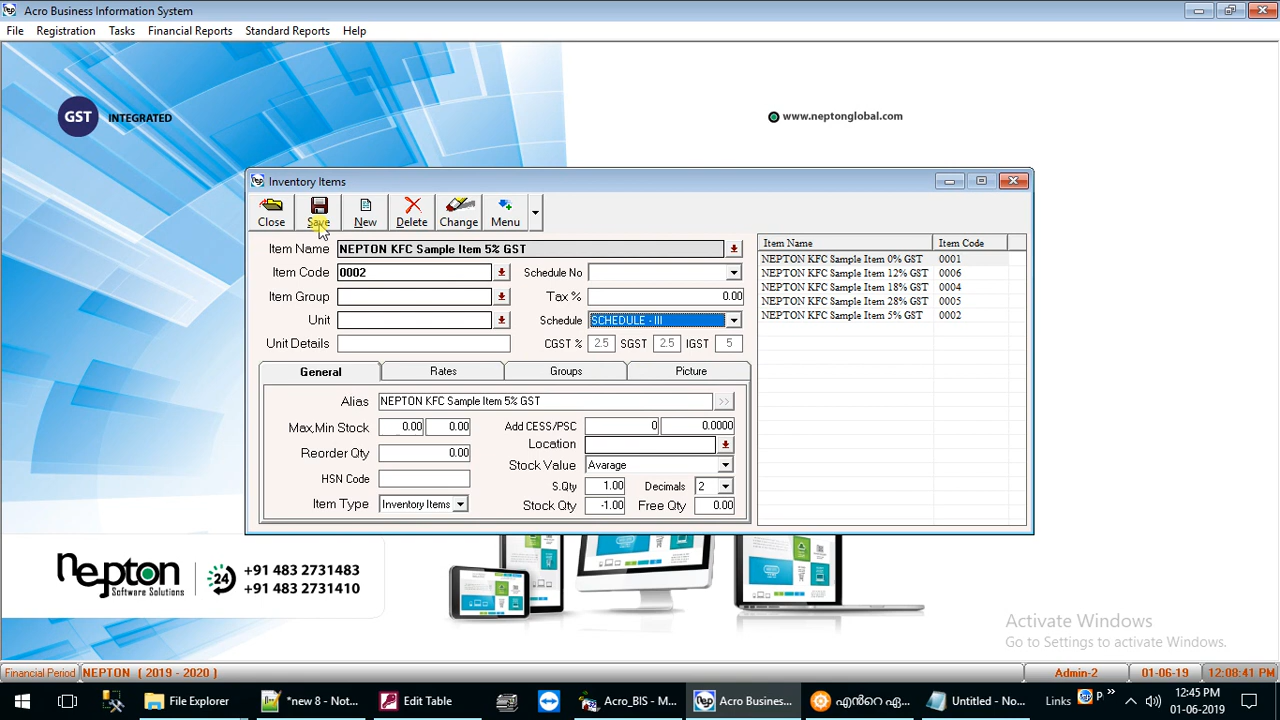 Acro Business Information System
File Registration Tasks Financial Reports Standard Reports Help
GST INTEGRATED
www.neptonglobal.com
Inventory Items
Close Save New Delete Change Menu
Item Name NEPTON KFC Sample Item 5% GST
Item Code 0002 Schedule No
Item Group Tax % 0.00
Unit Schedule SCHEDULE - III
Unit Details CGST % 2.5 SGST 2.5 IGST 5
General Rates Groups Picture
Alias NEPTON KFC Sample Item 5% GST >>
Max,Min Stock 0.00 0.00 Add CESS/PSC 0 0.0000
Location
Reorder Qty 0.00 Stock Value Avarage
HSN Code S.Qty 1.00 Decimals 2
Item Type Inventory Items Stock Qty -1.00 Free Qty 0.00
Item Name Item Code
NEPTON KFC Sample Item 0% GST 0001
NEPTON KFC Sample Item 12% GST 0006
NEPTON KFC Sample Item 18% GST 0004
NEPTON KFC Sample Item 28% GST 0005
NEPTON KFC Sample Item 5% GST 0002
nepton
Software Solutions
24
+91 483 2731483
+91 483 2731410
Activate Windows
Go to Settings to activate Windows.
Financial Period NEPTON ( 2019 - 2020 ) Admin-2 01-06-19 12:08:41 PM
File Explorer *new 8 - Not... Edit Table Acro_BIS - M... Acro Busines... എൻറെ ഏ... Untitled - No... Links P... » 12:45 PM
01-06-2019